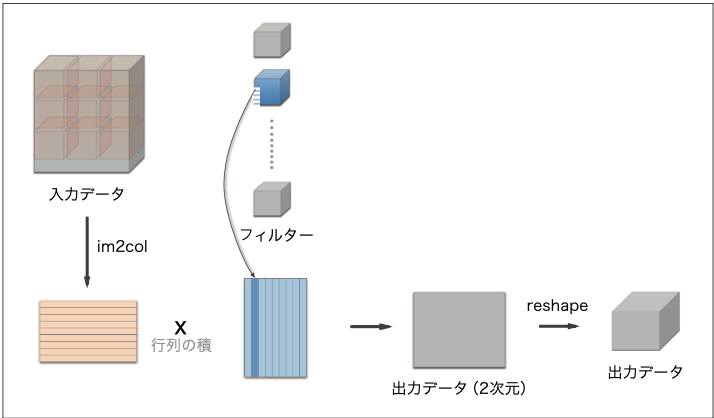 入力データ
フィルター
im2col
X
行列の積
reshape
出力データ（2次元）
出力データ